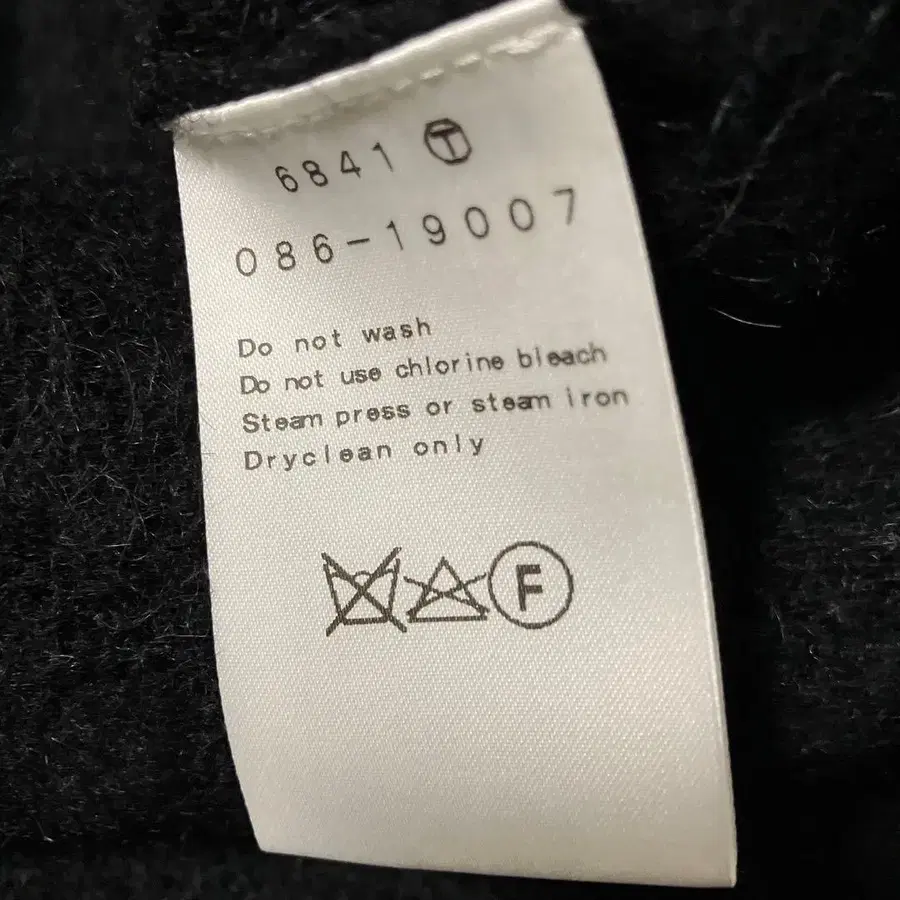 6841 Ⓣ
086-19007
Do not wash
Do not use chlorine bleach
Steam press or steam iron
Dryclean only
F